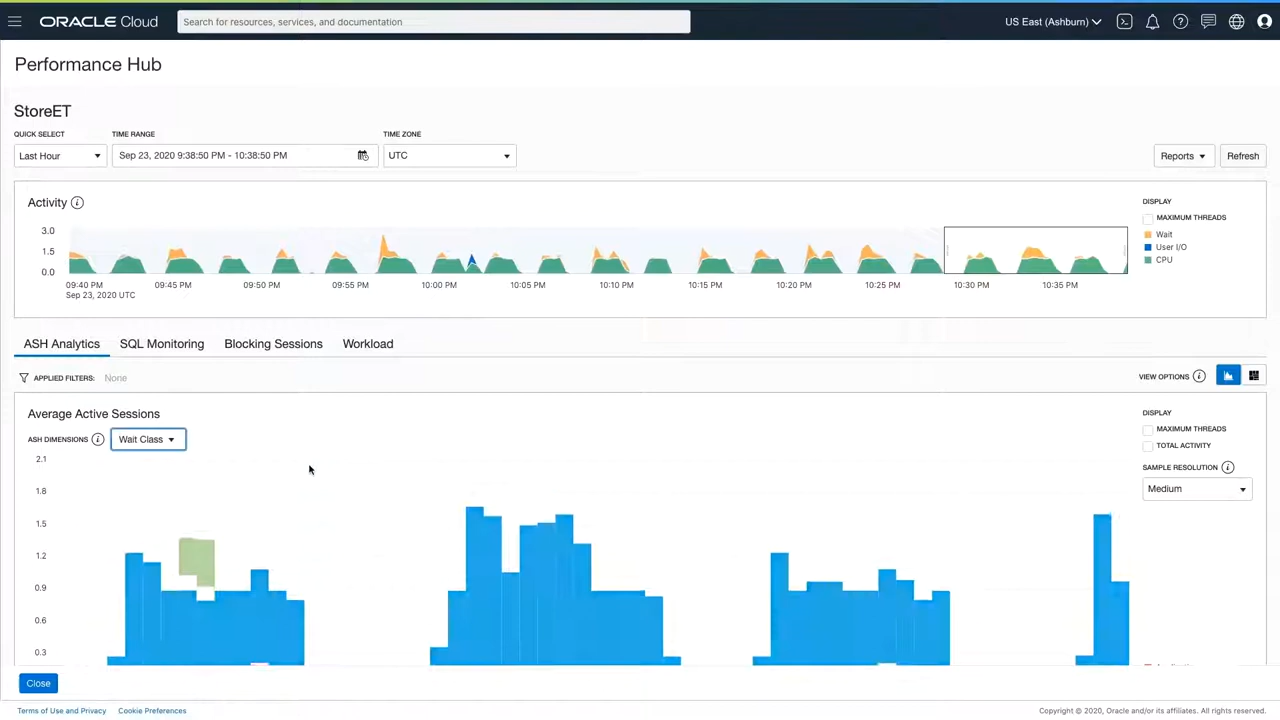 ORACLE Cloud
Search for resources, services, and documentation
US East (Ashburn)
Performance Hub
StoreET
QUICK SELECT
TIME RANGE
TIME ZONE
Last Hour
Sep 23, 2020 9:38:50 PM - 10:38:50 PM
UTC
Reports
Refresh
Activity
DISPLAY
MAXIMUM THREADS
Wait
User I/O
CPU
3.0
1.5
0.0
09:40 PM
09:45 PM
09:50 PM
09:55 PM
10:00 PM
10:05 PM
10:10 PM
10:15 PM
10:20 PM
10:25 PM
10:30 PM
10:35 PM
Sep 23, 2020 UTC
ASH Analytics
SQL Monitoring
Blocking Sessions
Workload
APPLIED FILTERS: None
VIEW OPTIONS
Average Active Sessions
ASH DIMENSIONS
Wait Class
DISPLAY
MAXIMUM THREADS
TOTAL ACTIVITY
SAMPLE RESOLUTION
Medium
2.1
1.8
1.5
1.2
0.9
0.6
0.3
Close
Terms of Use and Privacy
Cookie Preferences
Copyright © 2020, Oracle and/or its affiliates. All rights reserved.